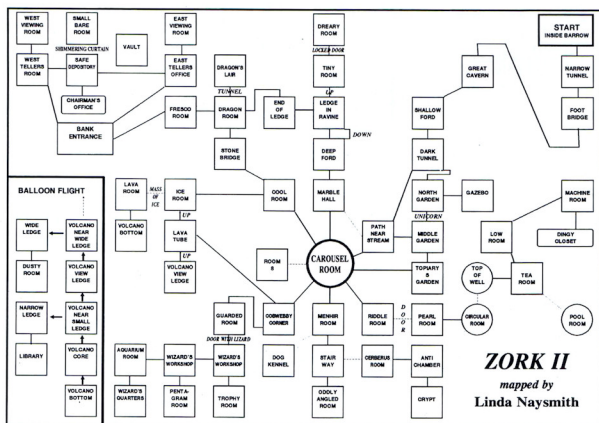 WEST
VIEWING
ROOM
SMALL
BARE
ROOM
EAST
VIEWING
ROOM
DREARY
ROOM
START
INSIDE BARROW
SHIMMERING CURTAIN
VAULT
LOCKED DOOR
WEST
TELLERS
ROOM
SAFE
DEPOSITORY
EAST
TELLERS
OFFICE
DRAGON'S
LAIR
TINY
ROOM
GREAT
CAVERN
NARROW
TUNNEL
CHAIRMAN'S
OFFICE
TUNNEL
UP
FRESCO
ROOM
DRAGON
ROOM
END
OF
LEDGE
LEDGE
IN
RAVINE
SHALLOW
FORD
FOOT
BRIDGE
BANK
ENTRANCE
DOWN
STONE
BRIDGE
DEEP
FORD
DARK
TUNNEL
BALLOON FLIGHT
LAVA
ROOM
MASS
OF
ICE
ICE
ROOM
COOL
ROOM
MARBLE
HALL
NORTH
GARDEN
GAZEBO
MACHINE
ROOM
UNICORN
WIDE
LEDGE
VOLCANO
NEAR
WIDE LEDGE
VOLCANO
BOTTOM
UP
LAVA
TUBE
PATH
NEAR
STREAM
MIDDLE
GARDEN
LOW
ROOM
DINGY
CLOSET
DUSTY
ROOM
VOLCANO
VIEW
LEDGE
UP
VOLCANO
VIEW
LEDGE
ROOM
8
CAROUSEL
ROOM
TOPIARY
S
GARDEN
TOP
OF
WELL
TEA
ROOM
NARROW
LEDGE
VOLCANO
NEAR
SMALL
LEDGE
GUARDED
ROOM
COBWEBBY
CORNER
MENHIR
ROOM
RIDDLE
ROOM
DOOR
PEARL
ROOM
CIRCULAR
ROOM
POOL
ROOM
DOOR WITH LIZARD
LIBRARY
VOLCANO
CORE
AQUARIUM
ROOM
WIZARD'S
WORKSHOP
WIZARD'S
WORKSHOP
DOG
KENNEL
STAIR
WAY
CERBERUS
ROOM
ANTI
CHAMBER
VOLCANO
BOTTOM
WIZARD'S
QUARTERS
PENTA-
GRAM
ROOM
TROPHY
ROOM
ODDLY
ANGLED
ROOM
CRYPT
ZORK II
mapped by
Linda Naysmith